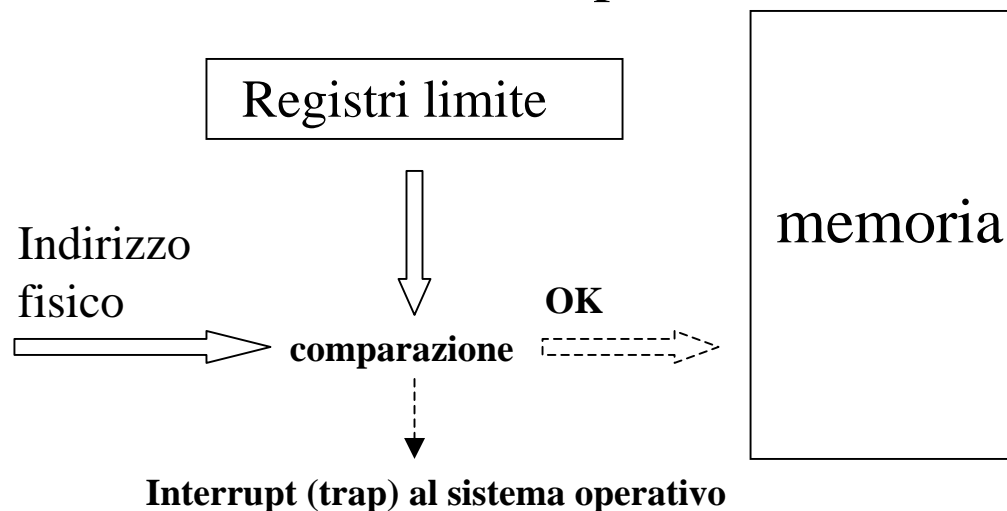 Registri limite
memoria
Indirizzo
fisico
OK
comparazione
Interrupt (trap) al sistema operativo